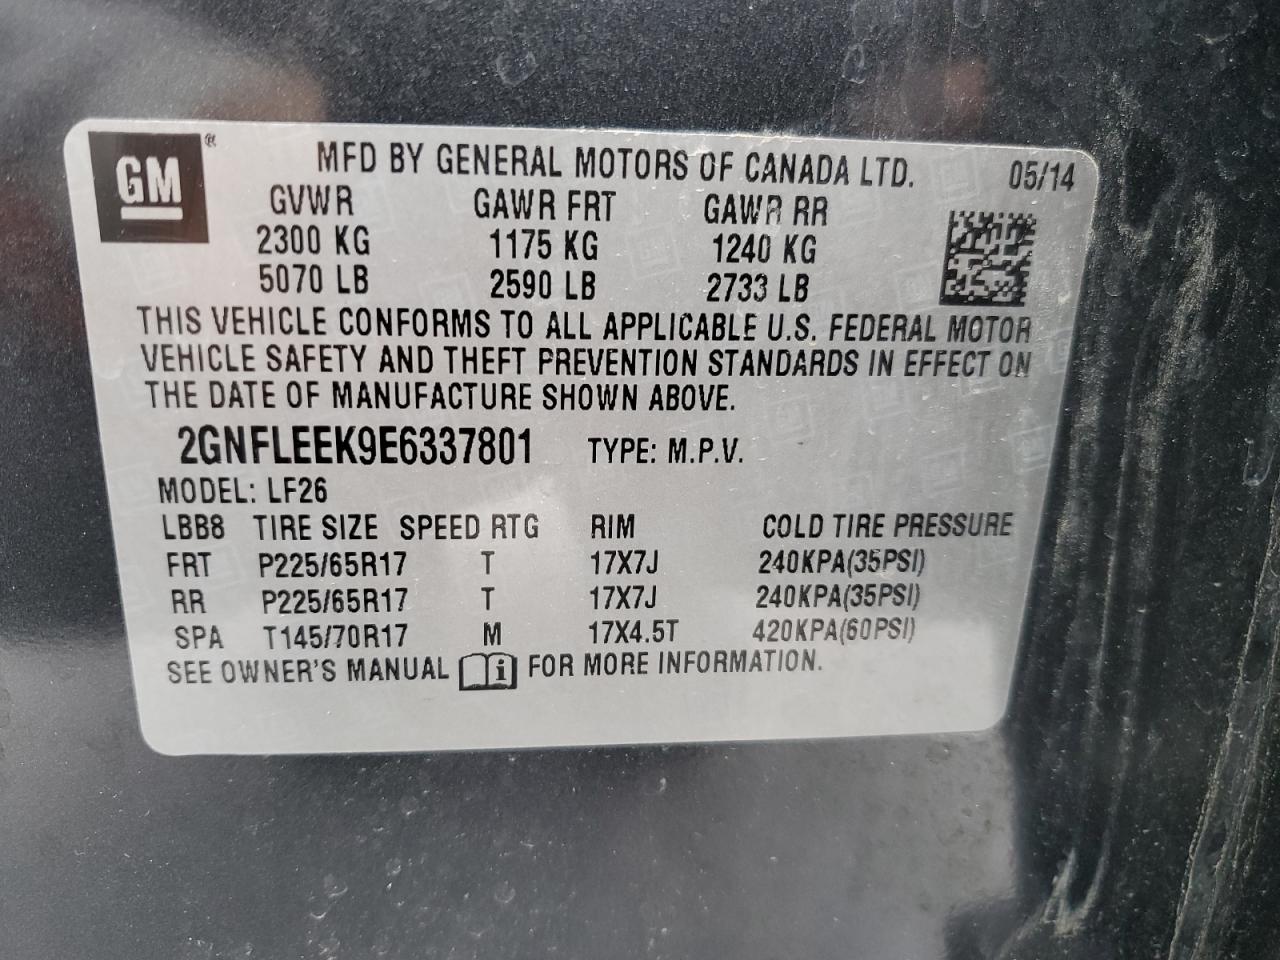 GM ® MFD BY GENERAL MOTORS OF CANADA LTD. 05/14
GVWR GAWR FRT GAWR RR
2300 KG 1175 KG 1240 KG
5070 LB 2590 LB 2733 LB
THIS VEHICLE CONFORMS TO ALL APPLICABLE U.S. FEDERAL MOTOR
VEHICLE SAFETY AND THEFT PREVENTION STANDARDS IN EFFECT ON
THE DATE OF MANUFACTURE SHOWN ABOVE.
2GNFLEEK9E6337801 TYPE: M.P.V.
MODEL: LF26
LBB8 TIRE SIZE SPEED RTG RIM COLD TIRE PRESSURE
FRT P225/65R17 T 17X7J 240KPA(35PSI)
RR P225/65R17 T 17X7J 240KPA(35PSI)
SPA T145/70R17 M 17X4.5T 420KPA(60PSI)
SEE OWNER'S MANUAL i FOR MORE INFORMATION.